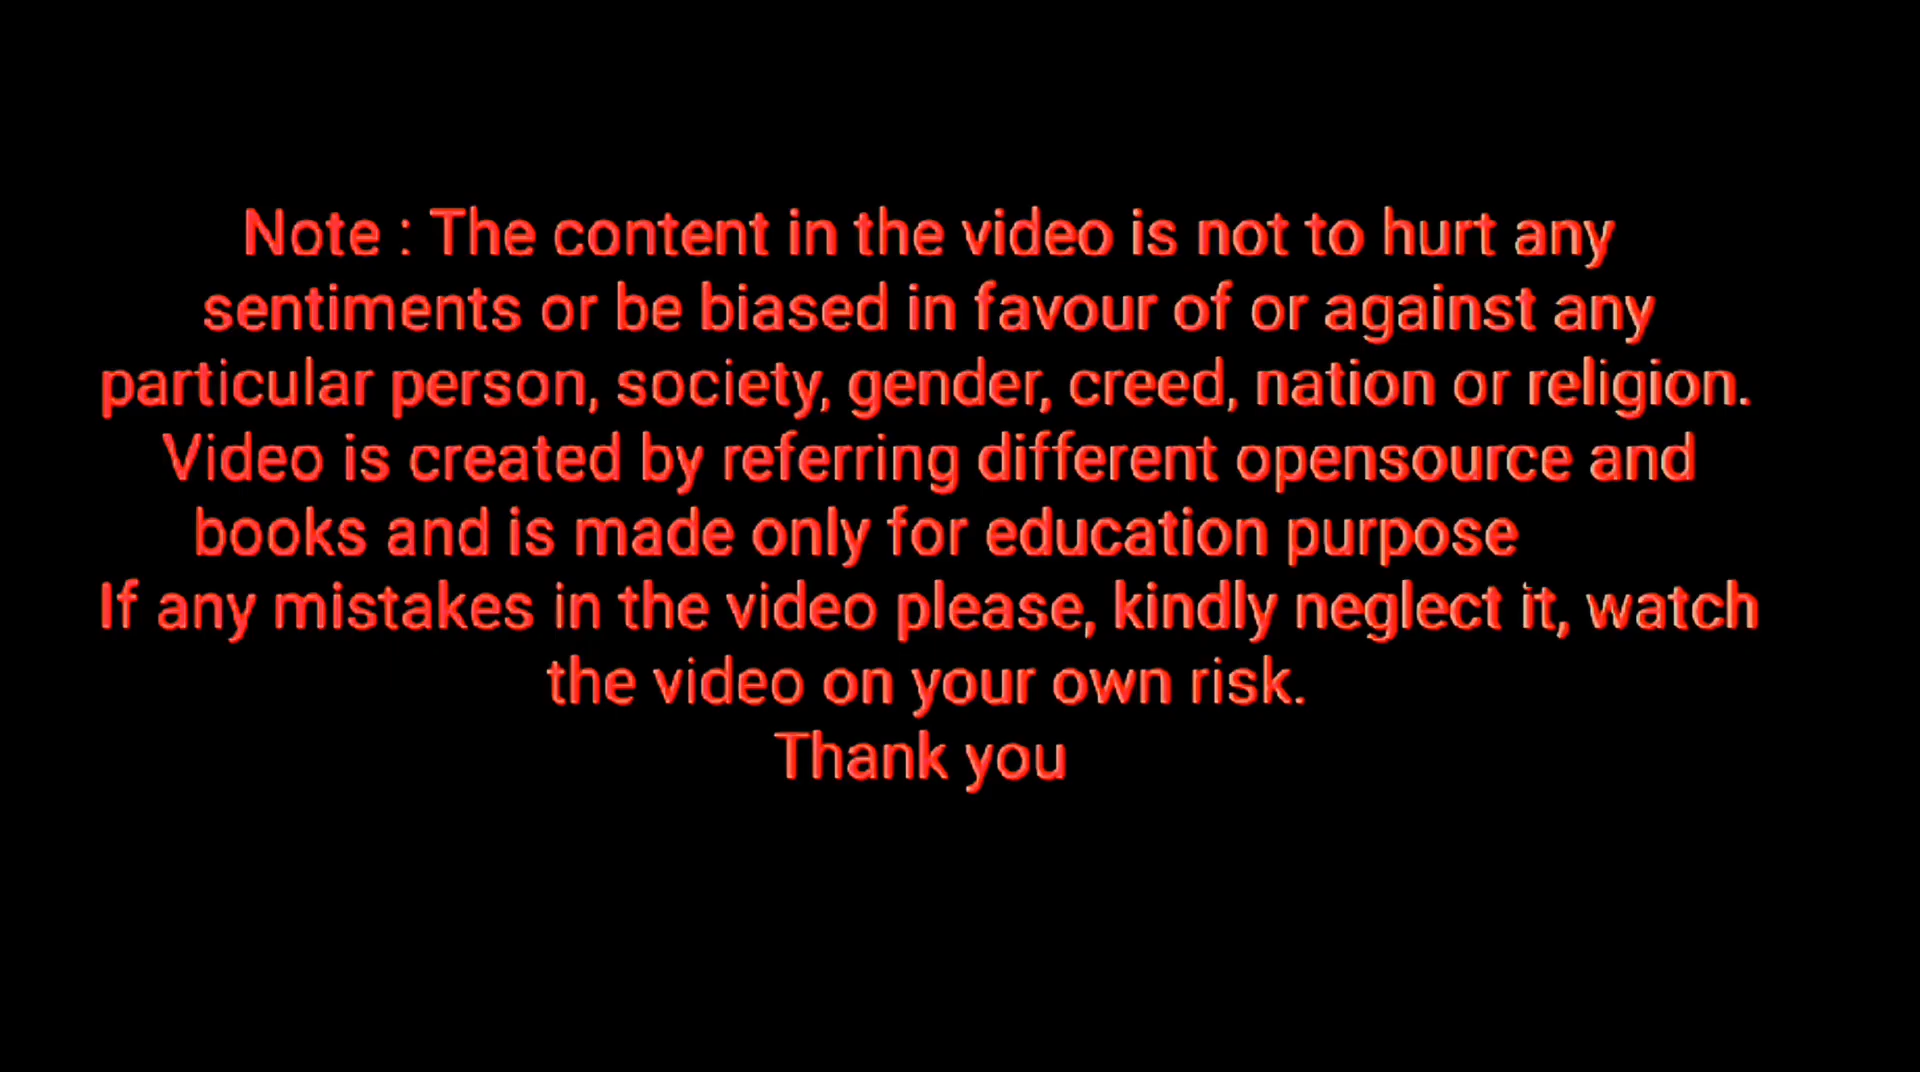 Note : The content in the video is not to hurt any
sentiments or be biased in favour of or against any
particular person, society, gender, creed, nation or religion.
Video is created by referring different opensource and
books and is made only for education purpose
If any mistakes in the video please, kindly neglect it, watch
the video on your own risk.
Thank you